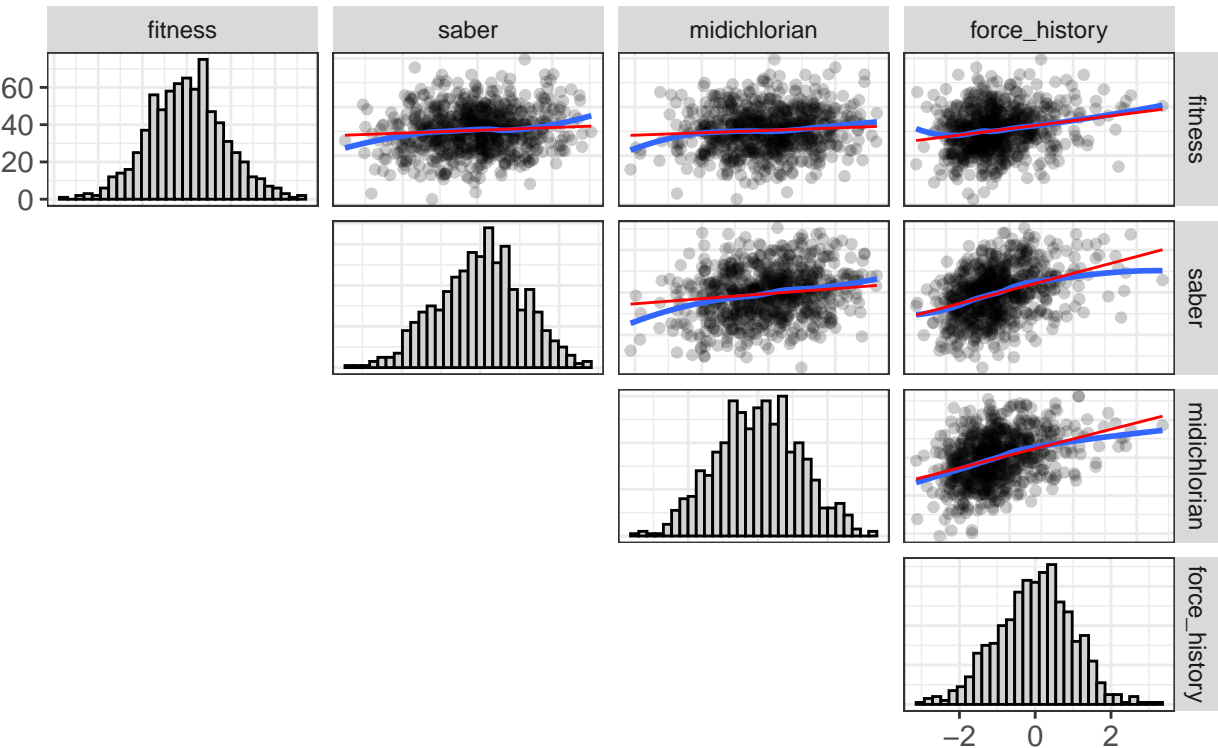 fitness
saber
midichlorian
force_history
60
40
20
0
fitness
saber
midichlorian
force_history
−2
0
2